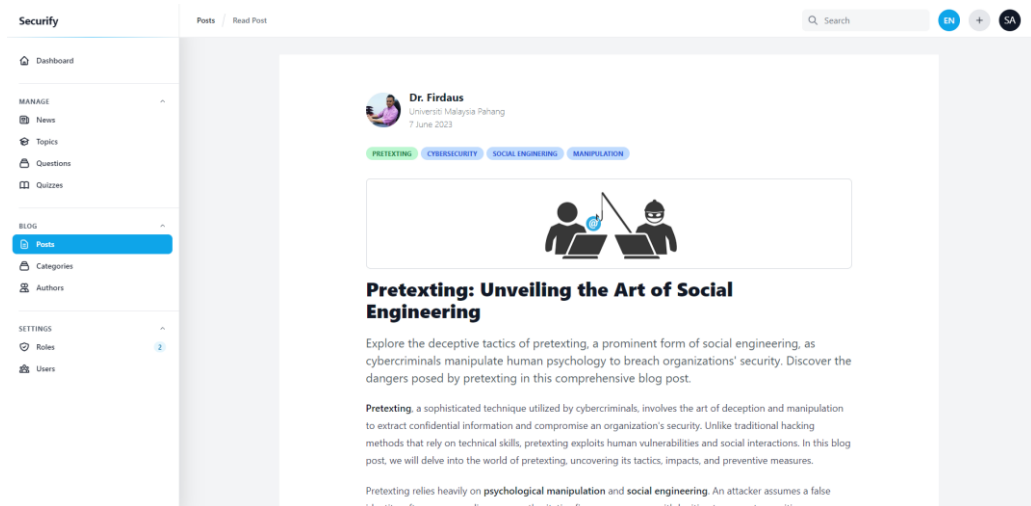 Securify
Posts / Read Post
Search
EN
+
SA
Dashboard
MANAGE
News
Topics
Questions
Quizzes
BLOG
Posts
Categories
Authors
SETTINGS
Roles 2
Users
Dr. Firdaus
Universiti Malaysia Pahang
7 June 2023
PRETEXTING CYBERSECURITY SOCIAL ENGINERING MANIPULATION
@
Pretexting: Unveiling the Art of Social
Engineering
Explore the deceptive tactics of pretexting, a prominent form of social engineering, as
cybercriminals manipulate human psychology to breach organizations' security. Discover the
dangers posed by pretexting in this comprehensive blog post.
Pretexting, a sophisticated technique utilized by cybercriminals, involves the art of deception and manipulation
to extract confidential information and compromise an organization's security. Unlike traditional hacking
methods that rely on technical skills, pretexting exploits human vulnerabilities and social interactions. In this blog
post, we will delve into the world of pretexting, uncovering its tactics, impacts, and preventive measures.
Pretexting relies heavily on psychological manipulation and social engineering. An attacker assumes a false